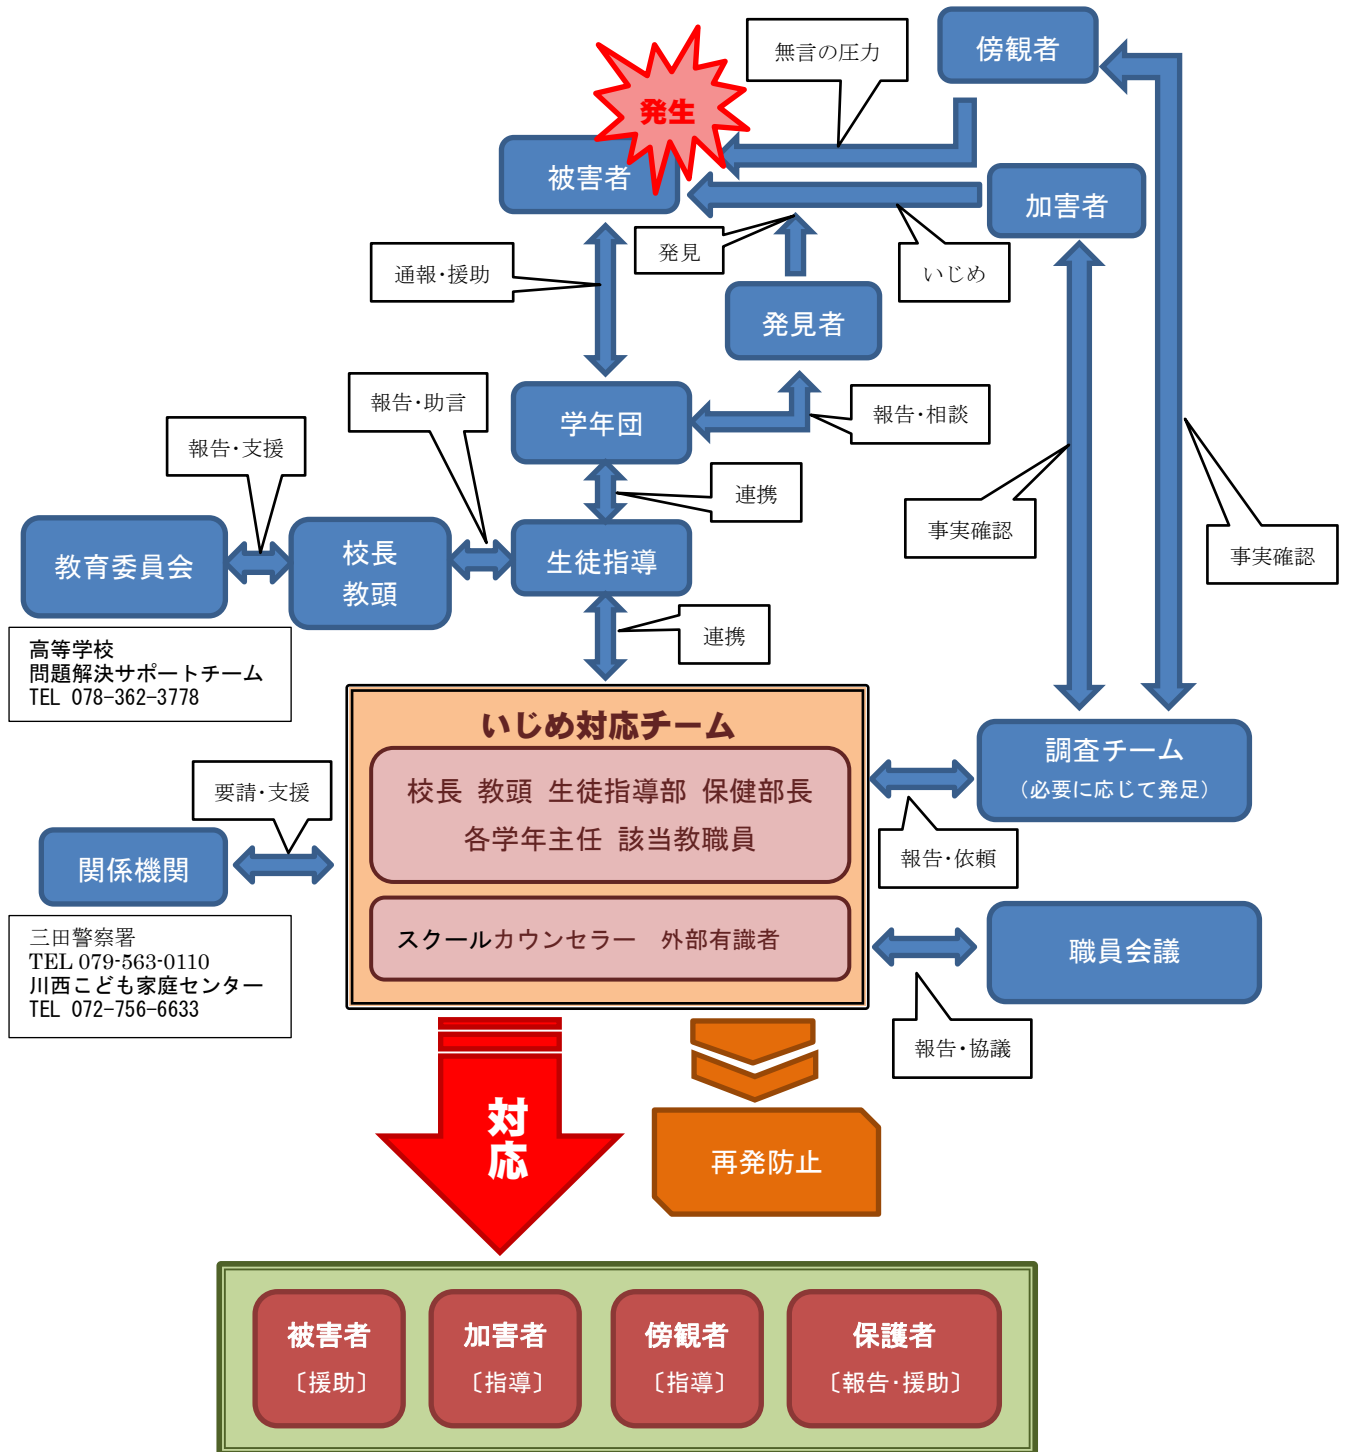 無言の圧力
傍観者
発生
被害者
加害者
発見
いじめ
通報・援助
発見者
報告・助言
学年団
報告・相談
報告・支援
連携
事実確認
事実確認
教育委員会
校長
教頭
生徒指導
連携
高等学校
問題解決サポートチーム
TEL 078-362-3778
いじめ対応チーム
校長 教頭 生徒指導部 保健部長
各学年主任 該当教職員
スクールカウンセラー 外部有識者
調査チーム
（必要に応じて発足）
要請・支援
報告・依頼
関係機関
三田警察署
TEL 079-563-0110
川西こども家庭センター
TEL 072-756-6633
職員会議
報告・協議
対応
再発防止
被害者
〔援助〕
加害者
〔指導〕
傍観者
〔指導〕
保護者
〔報告・援助〕